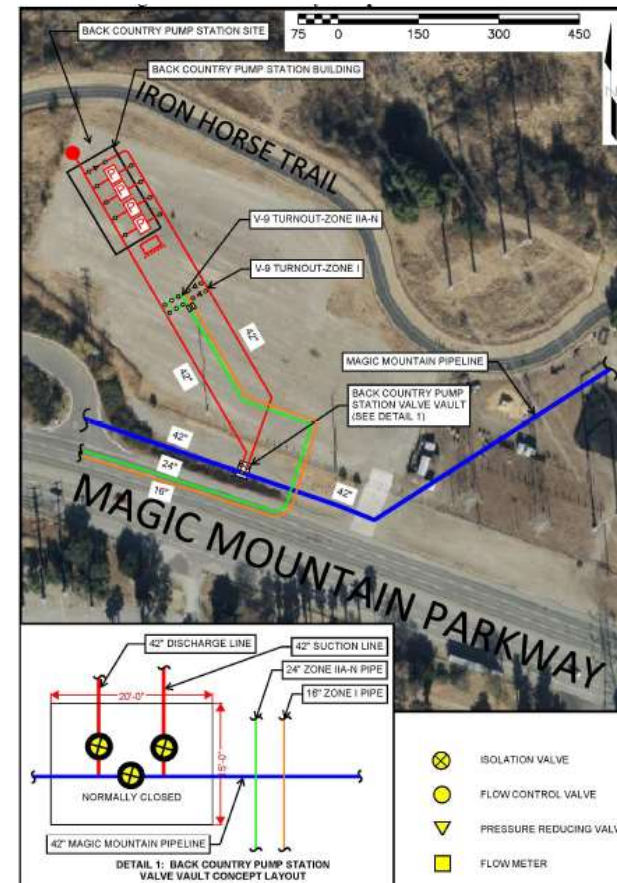 BACK COUNTRY PUMP STATION SITE
75 0 150 300 450
BACK COUNTRY PUMP STATION BUILDING
IRON HORSE TRAIL
N
V-9 TURNOUT-ZONE IIA-N
V-9 TURNOUT-ZONE I
42"
42"
MAGIC MOUNTAIN PIPELINE
BACK COUNTRY PUMP
STATION VALVE VAULT
(SEE DETAIL 1)
42"
24"
16"
42"
MAGIC MOUNTAIN PARKWAY
42" DISCHARGE LINE
42" SUCTION LINE
24" ZONE IIA-N PIPE
16" ZONE I PIPE
20'-0"
15'-0"
NORMALLY CLOSED
42" MAGIC MOUNTAIN PIPELINE
DETAIL 1: BACK COUNTRY PUMP STATION
VALVE VAULT CONCEPT LAYOUT
ISOLATION VALVE
FLOW CONTROL VALVE
PRESSURE REDUCING VALV
FLOW METER